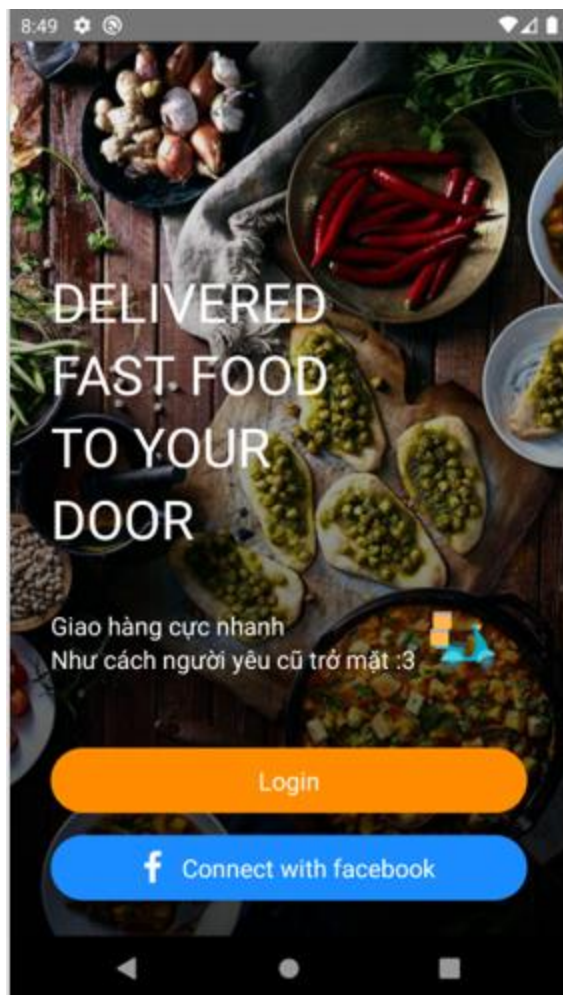 8:49
DELIVERED
FAST FOOD
TO YOUR
DOOR
Giao hàng cực nhanh
Như cách người yêu cũ trở mặt :3
Login
f Connect with facebook